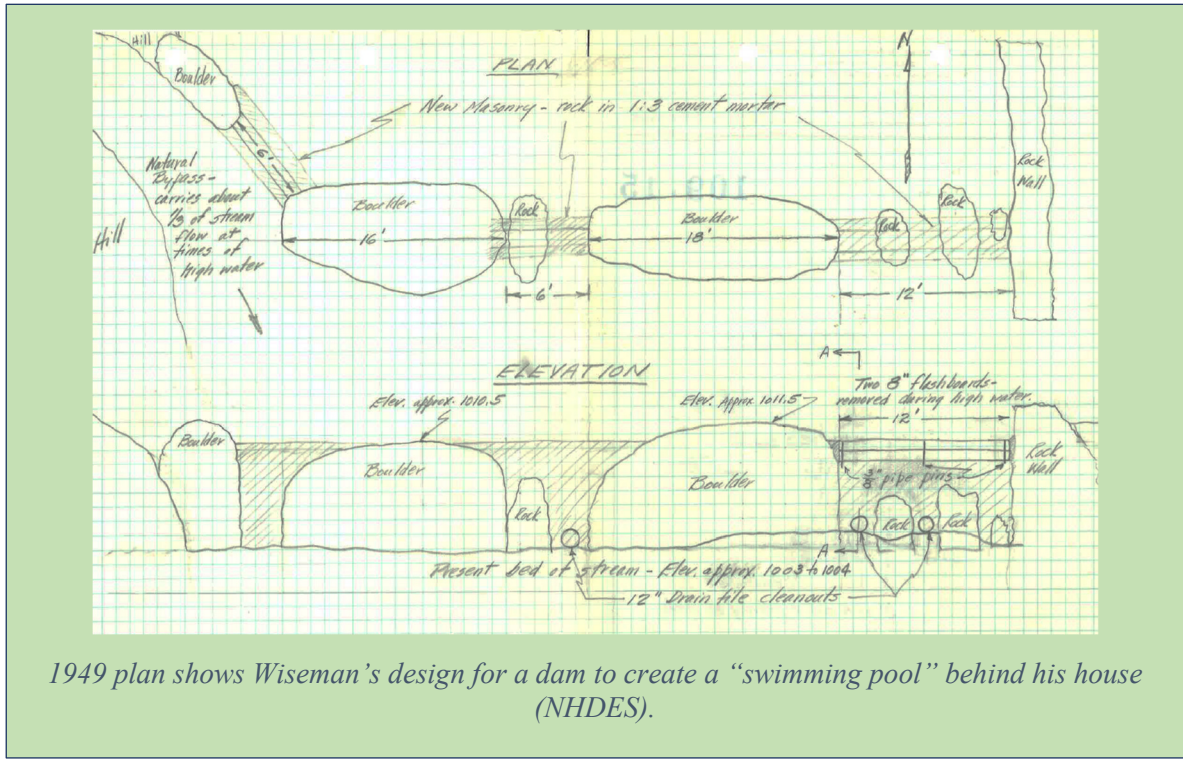 Hill
Boulder
PLAN
N
New Masonry - rock in 1:3 cement mortar
6'
Natural
Bypass -
carries about
1/3 of stream
flow at
times of
high water
Hill
Boulder
16'
Rock
6'
109.15
Boulder
18'
Rock
Rock
12'
Rock
Wall
ELEVATION
A
Elev. approx. 1010.5
Elev. Approx. 1011.5
Two 8" flashboards -
removed during high water.
12'
Boulder
Boulder
Rock
Boulder
3/8" pipe pins
Rock
Wall
Rock
Rock
A
Present bed of stream - Elev. approx. 1003 to 1004
12" Drain tile cleanouts
1949 plan shows Wiseman’s design for a dam to create a “swimming pool” behind his house
(NHDES).